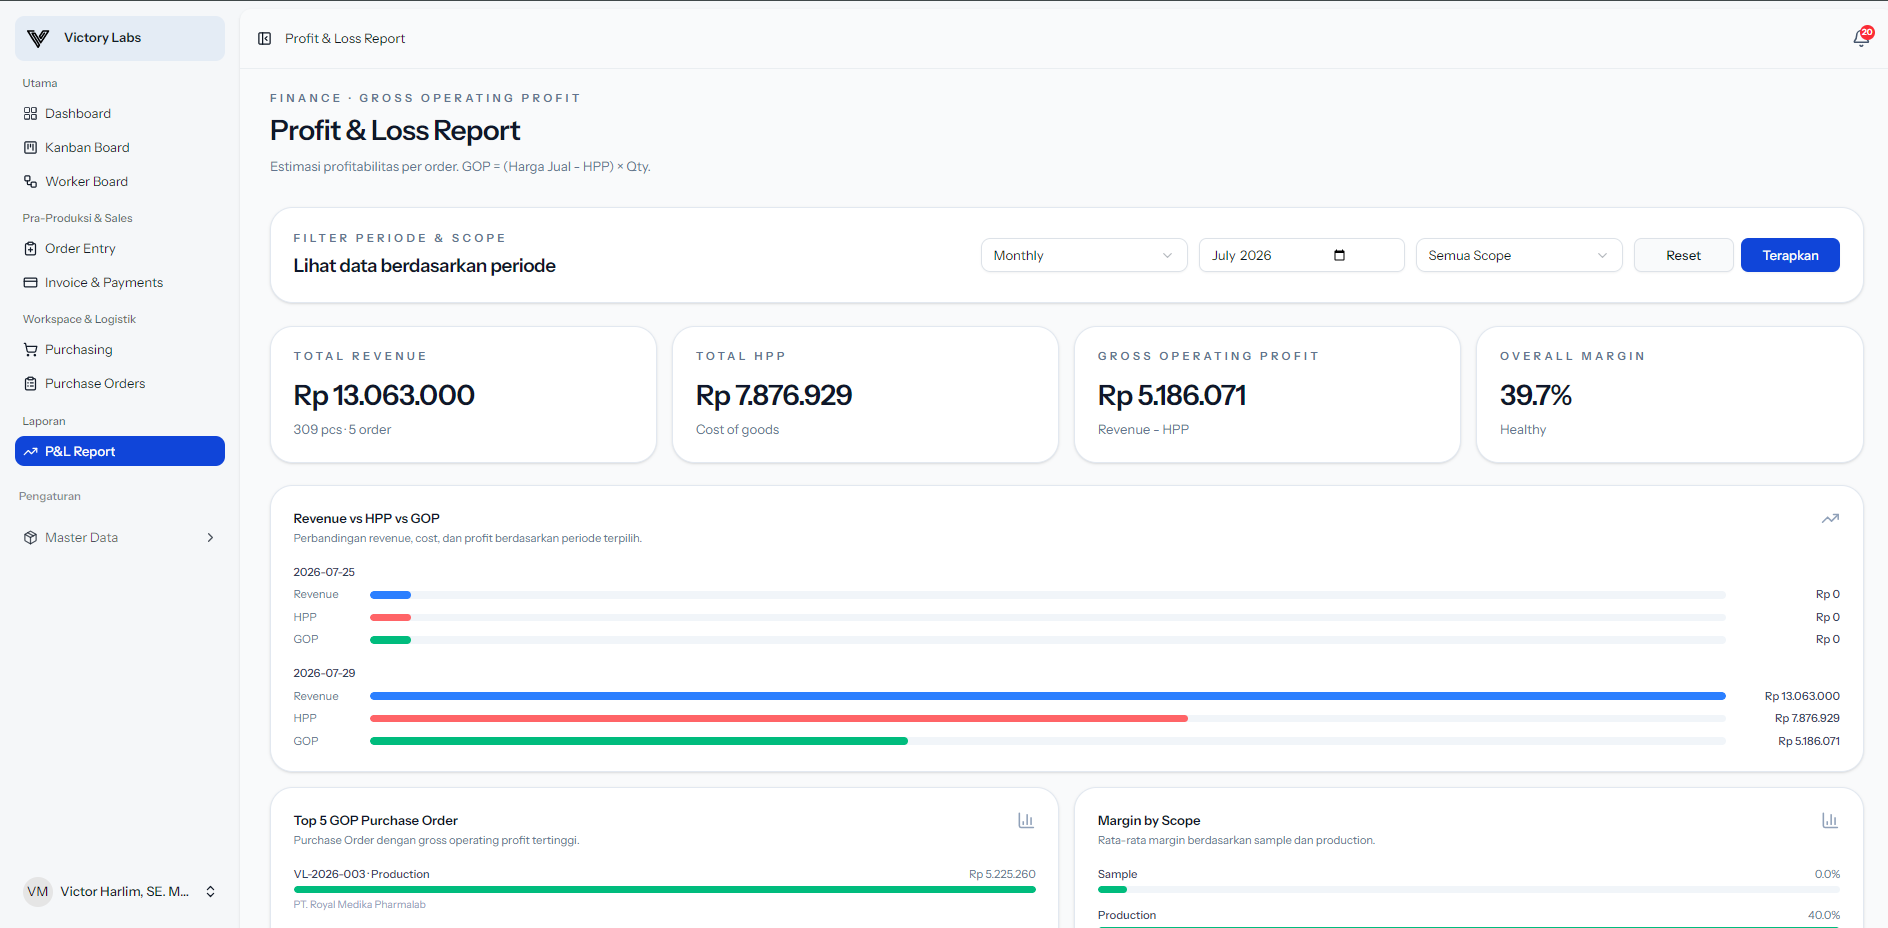 Victory Labs
Utama
Dashboard
Kanban Board
Worker Board
Pra-Produksi & Sales
Order Entry
Invoice & Payments
Workspace & Logistik
Purchasing
Purchase Orders
Laporan
P&L Report
Pengaturan
Master Data
VM Victor Harlim, SE. M...
Profit & Loss Report
20
FINANCE · GROSS OPERATING PROFIT
Profit & Loss Report
Estimasi profitabilitas per order. GOP = (Harga Jual - HPP) × Qty.
FILTER PERIODE & SCOPE
Lihat data berdasarkan periode
Monthly
July 2026
Semua Scope
Reset
Terapkan
TOTAL REVENUE
Rp 13.063.000
309 pcs · 5 order
TOTAL HPP
Rp 7.876.929
Cost of goods
GROSS OPERATING PROFIT
Rp 5.186.071
Revenue - HPP
OVERALL MARGIN
39.7%
Healthy
Revenue vs HPP vs GOP
Perbandingan revenue, cost, dan profit berdasarkan periode terpilih.
2026-07-25
Revenue Rp 0
HPP Rp 0
GOP Rp 0
2026-07-29
Revenue Rp 13.063.000
HPP Rp 7.876.929
GOP Rp 5.186.071
Top 5 GOP Purchase Order
Purchase Order dengan gross operating profit tertinggi.
VL-2026-003 · Production Rp 5.225.260
PT. Royal Medika Pharmalab
Margin by Scope
Rata-rata margin berdasarkan sample dan production.
Sample 0.0%
Production 40.0%